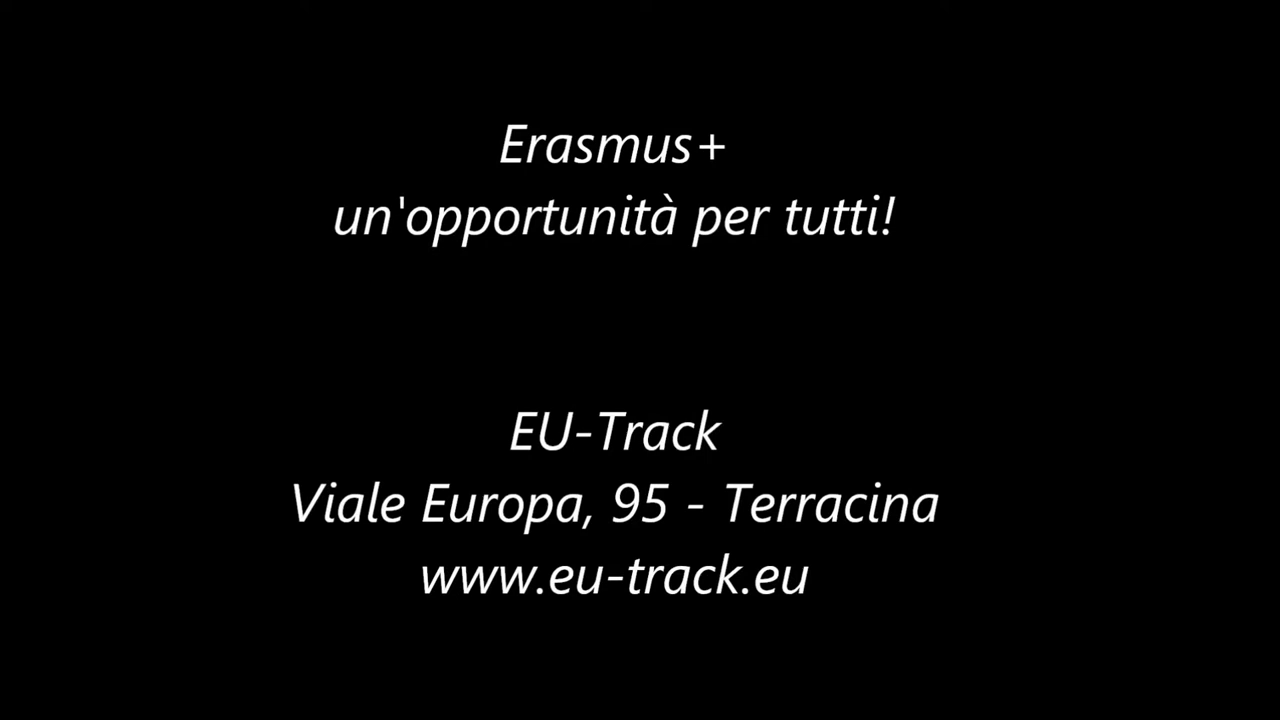 Erasmus+
un'opportunità per tutti!
EU-Track
Viale Europa, 95 - Terracina
www.eu-track.eu